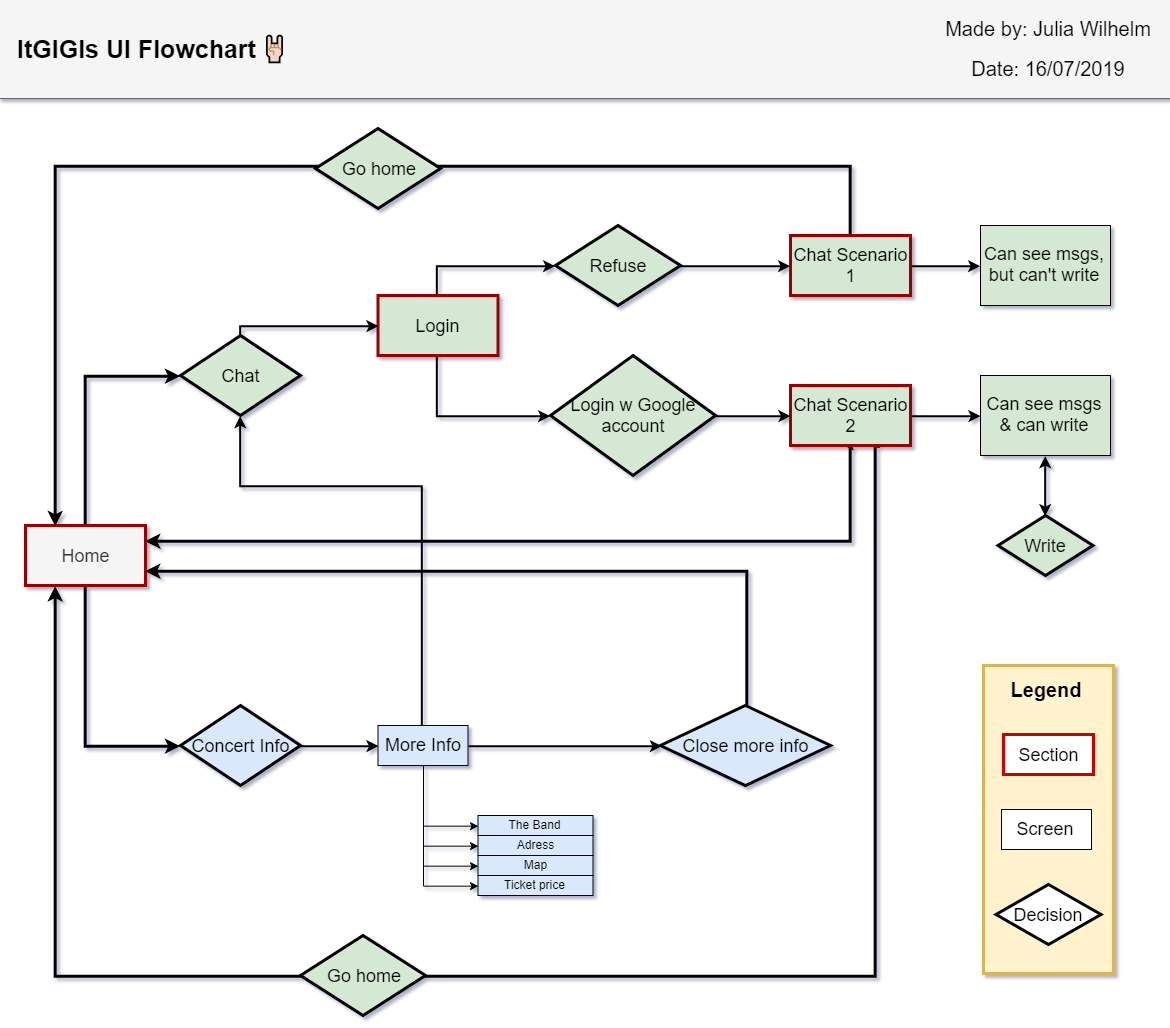 ItGIGIs UI Flowchart 🤘🏻
Made by: Julia Wilhelm
Date: 16/07/2019
Go home
Refuse
Chat Scenario
1
Can see msgs,
but can't write
Login
Chat
Login w Google
account
Chat Scenario
2
Can see msgs
& can write
Write
Home
Concert Info
More Info
Close more info
The Band
Adress
Map
Ticket price
Go home
Legend
Section
Screen
Decision